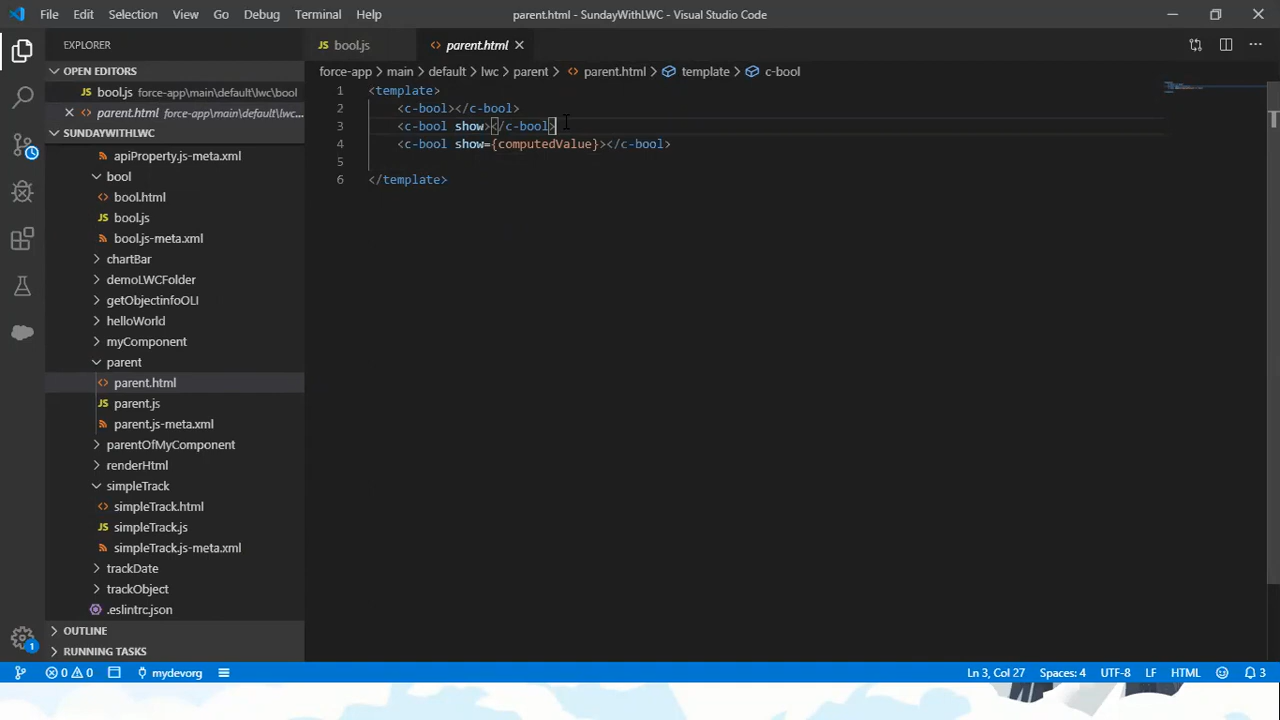 File Edit Selection View Go Debug Terminal Help
parent.html - SundayWithLWC - Visual Studio Code
EXPLORER
JS bool.js
<> parent.html ×
OPEN EDITORS
JS bool.js force-app\main\default\lwc\bool
× <> parent.html force-app\main\default\lwc...
SUNDAYWITHLWC
apiProperty.js-meta.xml
bool
<> bool.html
JS bool.js
bool.js-meta.xml
chartBar
demoLWCFolder
getObjectinfoOLI
helloWorld
myComponent
parent
<> parent.html
JS parent.js
parent.js-meta.xml
parentOfMyComponent
renderHtml
simpleTrack
<> simpleTrack.html
JS simpleTrack.js
simpleTrack.js-meta.xml
trackDate
trackObject
.eslintrc.json
OUTLINE
RUNNING TASKS
force-app > main > default > lwc > parent > <> parent.html > template > c-bool
1 <template>
2 <c-bool></c-bool>
3 <c-bool show></c-bool>
4 <c-bool show={computedValue}></c-bool>
5
6 </template>
1
0 0 mydevorg
Ln 3, Col 27 Spaces: 4 UTF-8 LF HTML 3